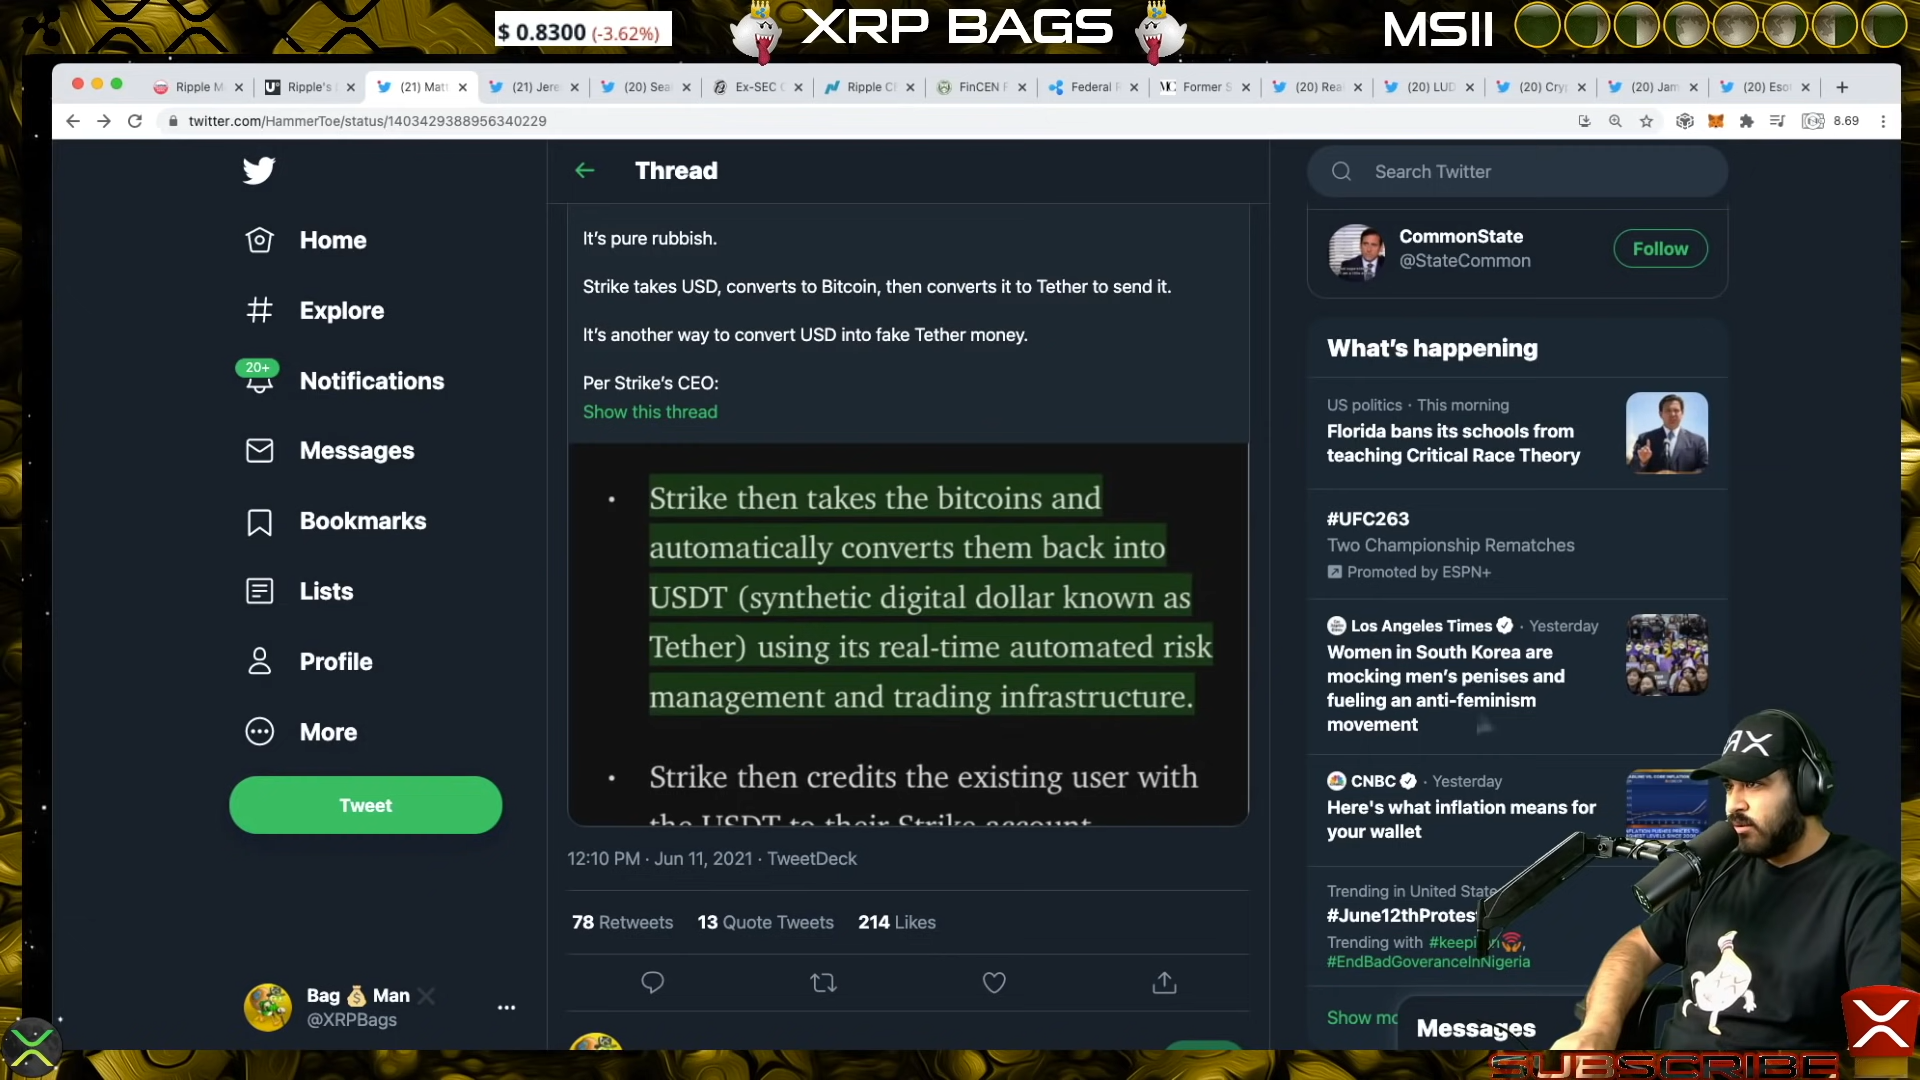 $ 0.8300 (-3.62%)
XRP BAGS
MSII
Ripple M
Ripple's
(21) Mat
(21) Jere
(20) Sea
Ex-SEC C
Ripple C
FinCEN F
Federal R
Former S
(20) Rea
(20) LUD
(20) Cry
(20) Jam
(20) Eso
twitter.com/HammerToe/status/1403429388956340229
8.69
Home
Explore
20+
Notifications
Messages
Bookmarks
Lists
Profile
More
Tweet
Bag Man
@XRPBags
Thread
It's pure rubbish.
Strike takes USD, converts to Bitcoin, then converts it to Tether to send it.
It's another way to convert USD into fake Tether money.
Per Strike's CEO:
Show this thread
• Strike then takes the bitcoins and
automatically converts them back into
USDT (synthetic digital dollar known as
Tether) using its real-time automated risk
management and trading infrastructure.
• Strike then credits the existing user with
the USDT to their Strike account
12:10 PM · Jun 11, 2021 · TweetDeck
78 Retweets 13 Quote Tweets 214 Likes
Search Twitter
CommonState
@StateCommon
Follow
What's happening
US politics · This morning
Florida bans its schools from
teaching Critical Race Theory
#UFC263
Two Championship Rematches
Promoted by ESPN+
Los Angeles Times · Yesterday
Women in South Korea are
mocking men's penises and
fueling an anti-feminism
movement
CNBC · Yesterday
Here's what inflation means for
your wallet
Trending in United State
#June12thProtes
Trending with #keepi
#EndBadGoveranceInNigeria
Show mo
Messages
SUBSCRIBE